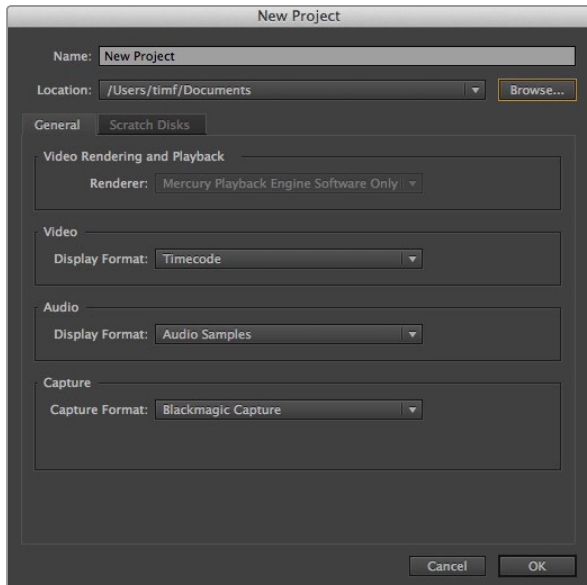 New Project
Name: New Project
Location: /Users/timf/Documents Browse...
General Scratch Disks
Video Rendering and Playback
Renderer: Mercury Playback Engine Software Only
Video
Display Format: Timecode
Audio
Display Format: Audio Samples
Capture
Capture Format: Blackmagic Capture
Cancel OK